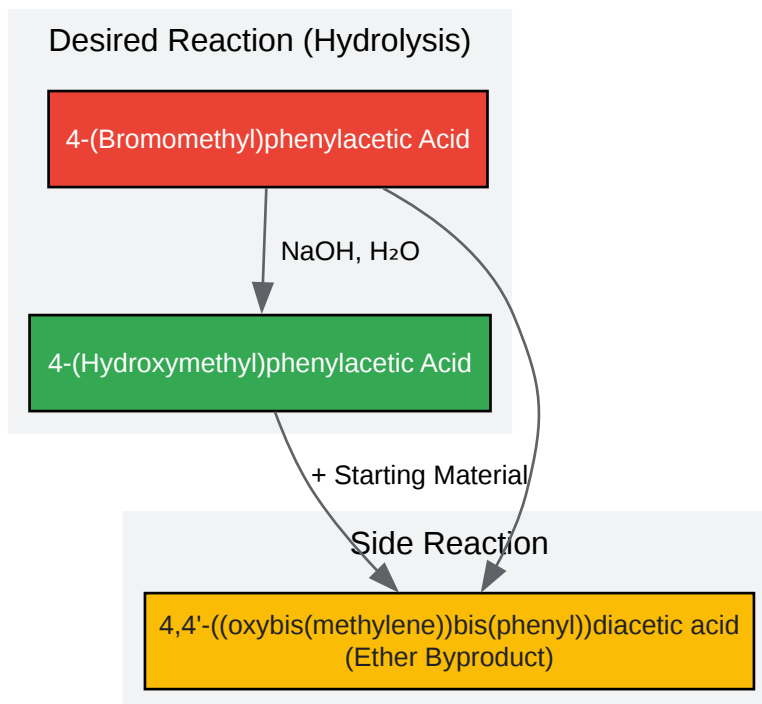 Desired Reaction (Hydrolysis)
4-(Bromomethyl)phenylacetic Acid
NaOH, H₂O
4-(Hydroxymethyl)phenylacetic Acid
+ Starting Material
Side Reaction
4,4'-((oxybis(methylene))bis(phenyl))diacetic acid
(Ether Byproduct)